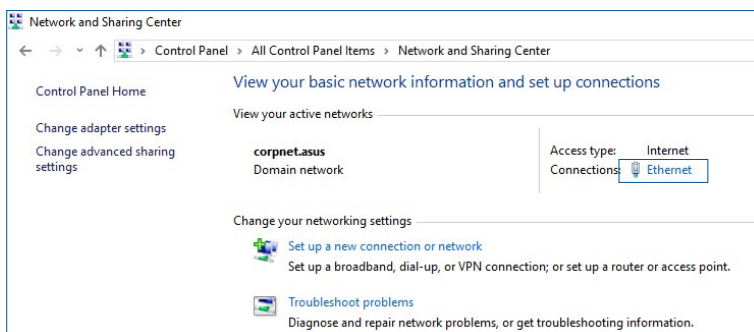 Network and Sharing Center
Control Panel > All Control Panel Items > Network and Sharing Center
Control Panel Home
Change adapter settings
Change advanced sharing
settings
View your basic network information and set up connections
View your active networks
corpnet.asus
Domain network
Access type: Internet
Connections: Ethernet
Change your networking settings
Set up a new connection or network
Set up a broadband, dial-up, or VPN connection; or set up a router or access point.
Troubleshoot problems
Diagnose and repair network problems, or get troubleshooting information.